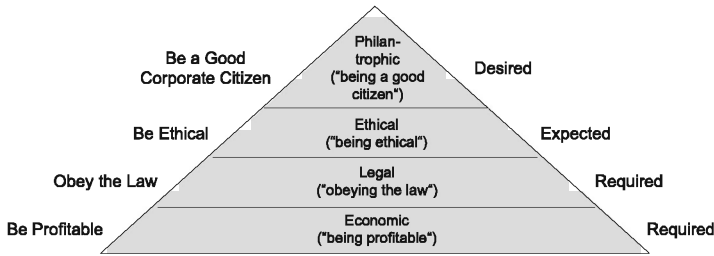 Be a Good
Corporate Citizen
Philan-
trophic
("being a good
citizen")
Desired
Be Ethical
Ethical
("being ethical")
Expected
Obey the Law
Legal
("obeying the law")
Required
Be Profitable
Economic
("being profitable")
Required